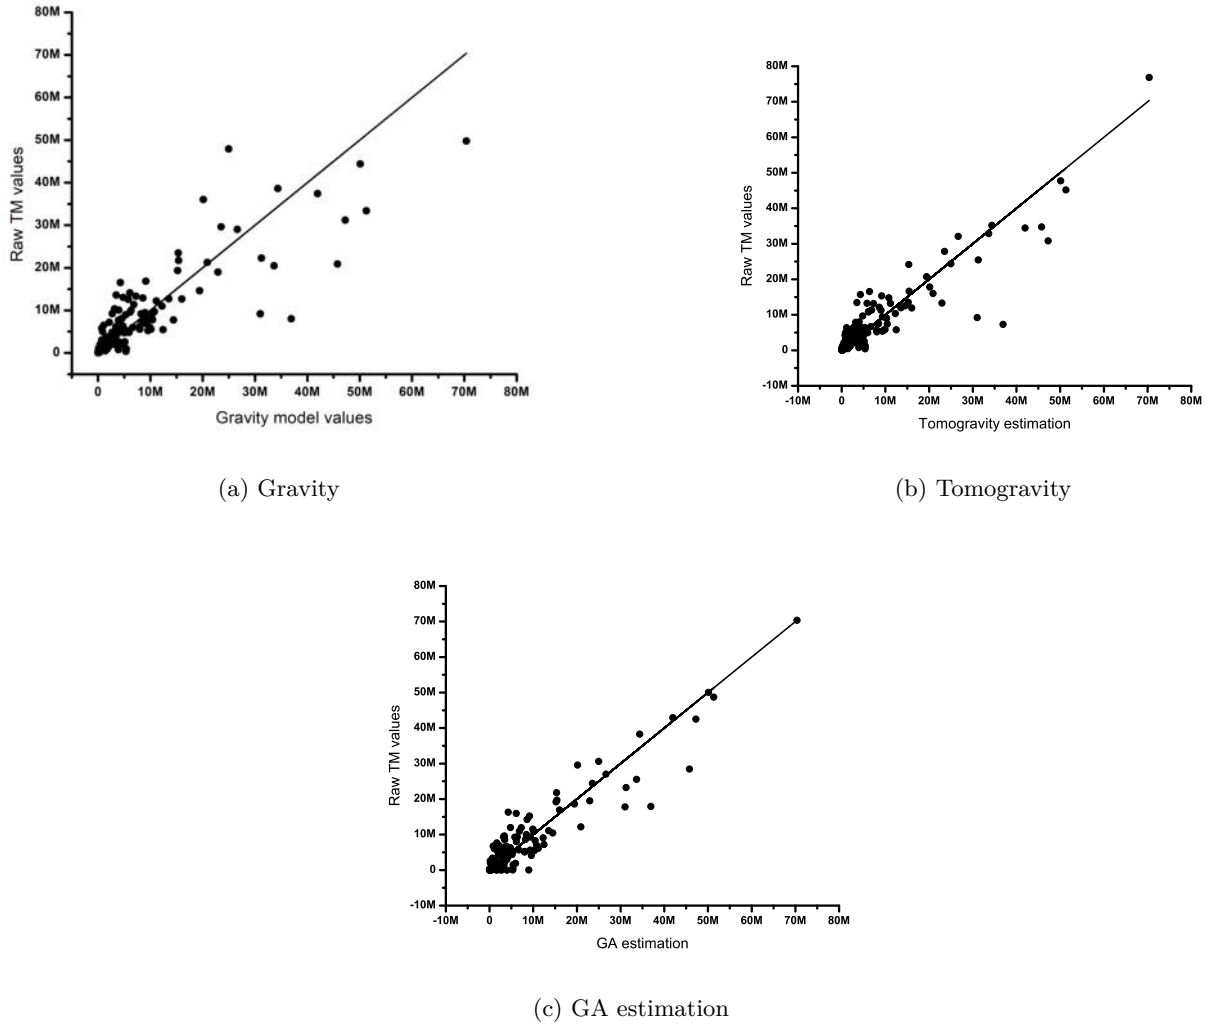 80M
70M
60M
50M
40M
30M
20M
10M
0
Raw TM values
0 10M 20M 30M 40M 50M 60M 70M 80M
Gravity model values
(a) Gravity
80M
70M
60M
50M
40M
30M
20M
10M
0
-10M
Raw TM values
-10M 0 10M 20M 30M 40M 50M 60M 70M 80M
Tomogravity estimation
(b) Tomogravity
80M
70M
60M
50M
40M
30M
20M
10M
0
-10M
Raw TM values
-10M 0 10M 20M 30M 40M 50M 60M 70M 80M
GA estimation
(c) GA estimation